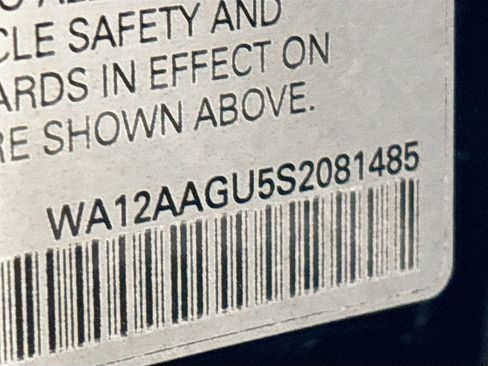 CLE SAFETY AND
ARDS IN EFFECT ON
RE SHOWN ABOVE.
WA12AAGU5S2081485